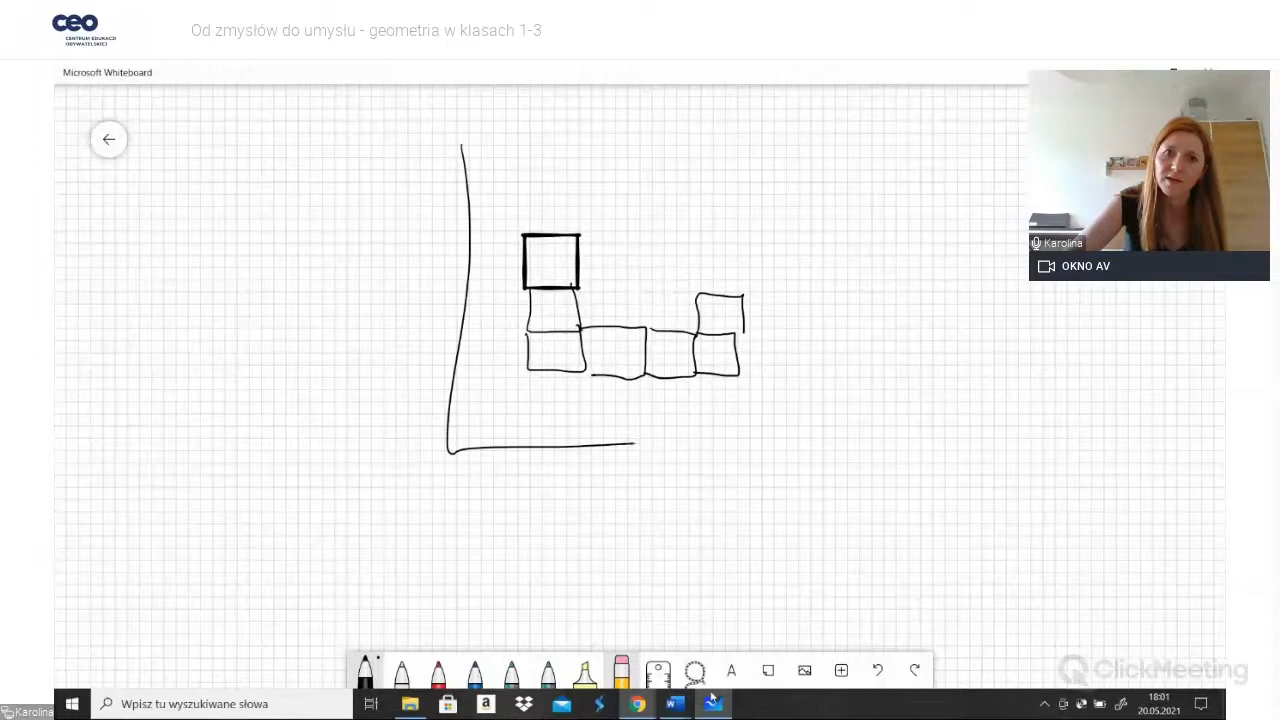 ceo
CENTRUM EDUKACJI
OBYWATELSKIEJ
Od zmysłów do umysłu - geometria w klasach 1-3
Microsoft Whiteboard
Karolina
OKNO AV
A
ClickMeeting
Wpisz tu wyszukiwane słowa
18:01
20.05.2021
Karolina